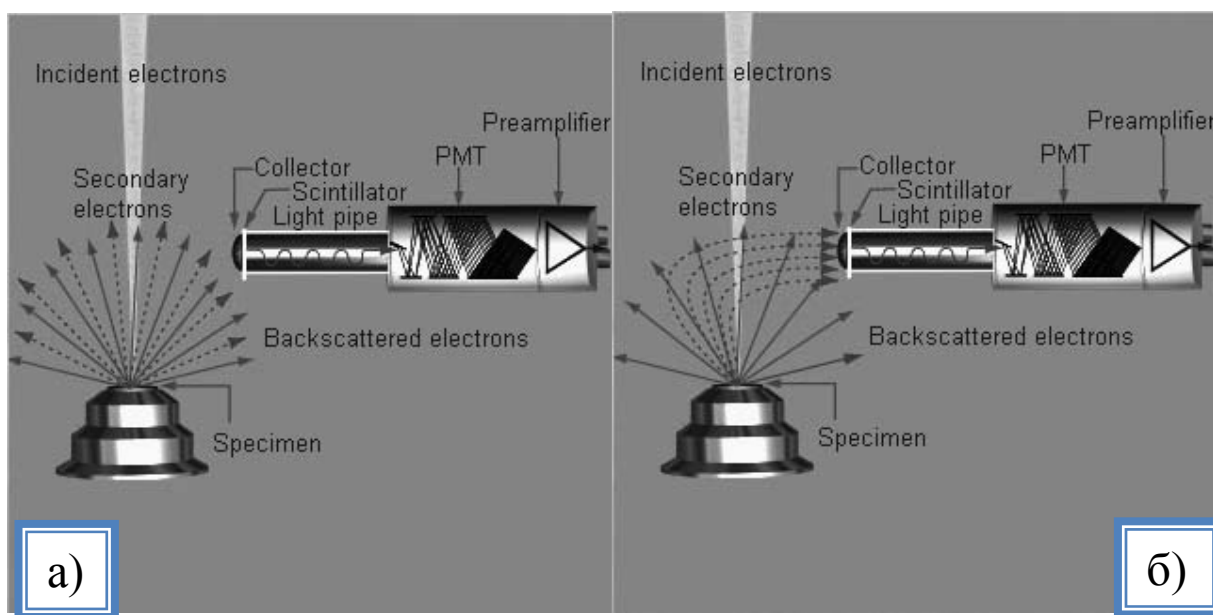 Incident electrons
Preamplifier
PMT
Collector
Scintillator
Light pipe
Secondary
electrons
Backscattered electrons
Specimen
а)
Incident electrons
Preamplifier
PMT
Collector
Scintillator
Light pipe
Secondary
electrons
Backscattered electrons
Specimen
б)